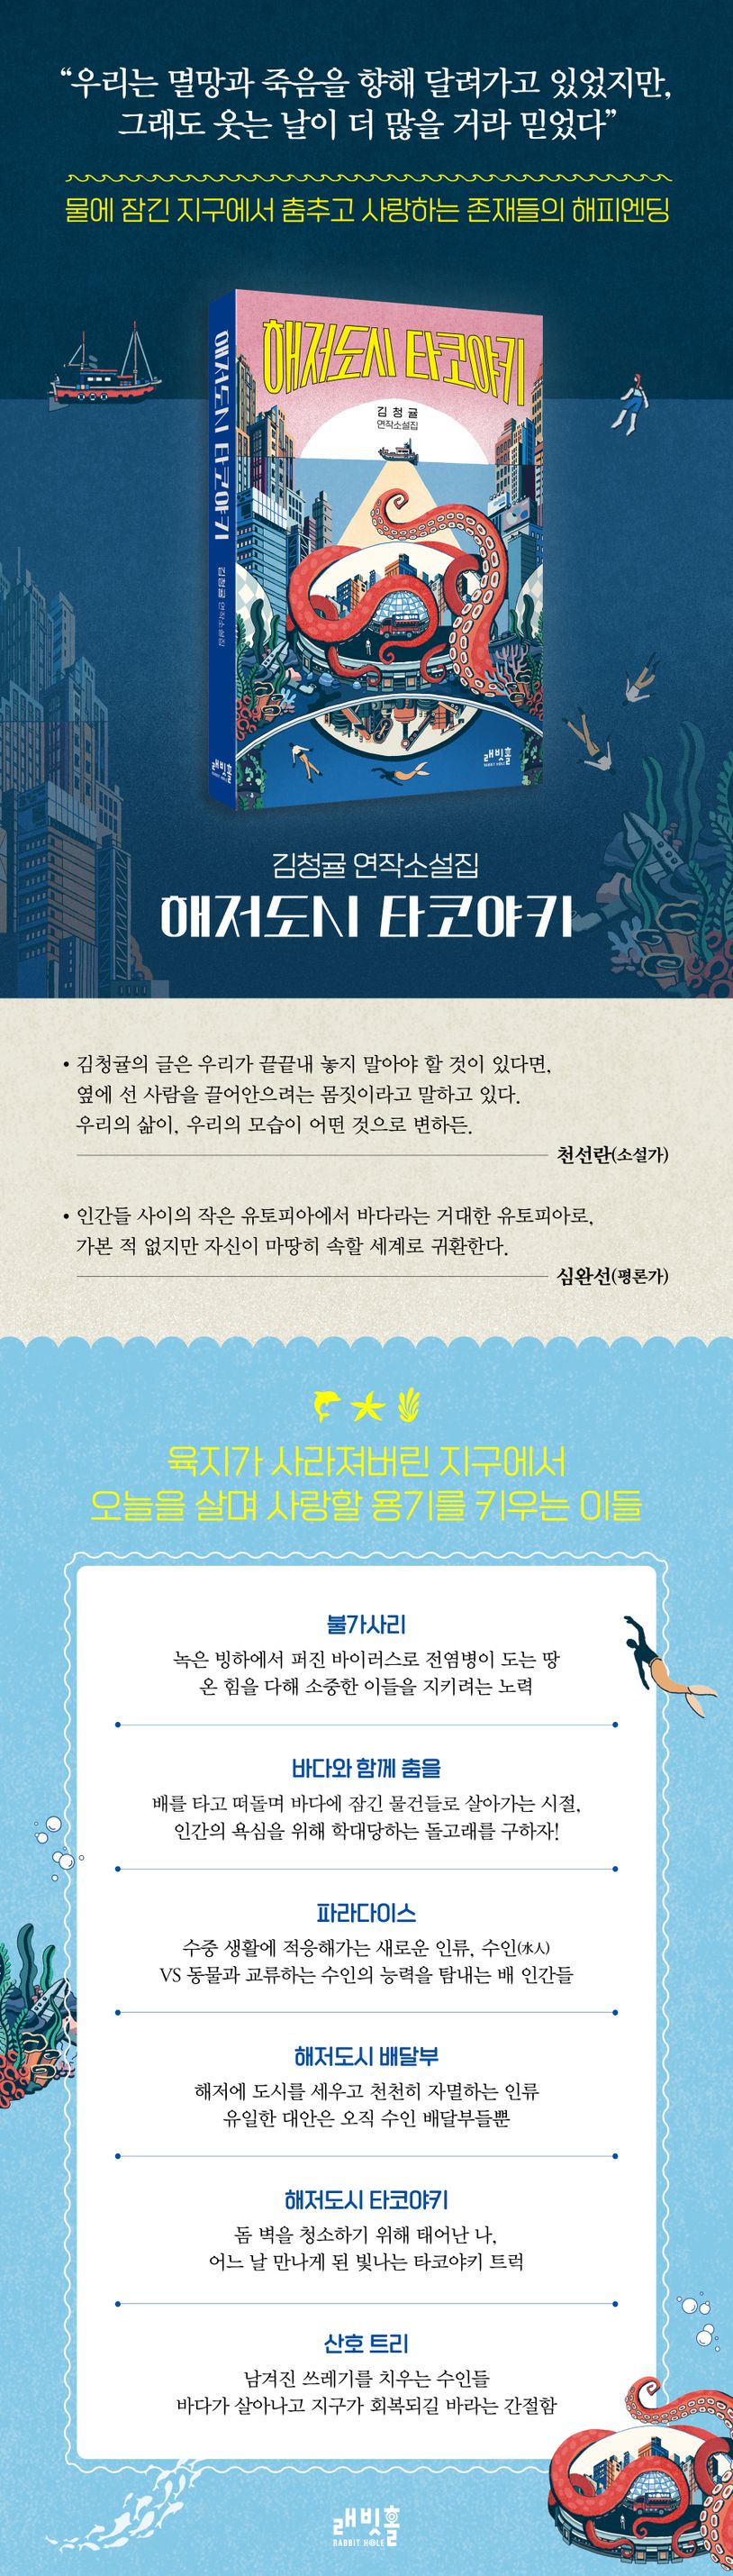 “우리는 멸망과 죽음을 향해 달려가고 있었지만,
그래도 웃는 날이 더 많을 거라 믿었다”
물에 잠긴 지구에서 춤추고 사랑하는 존재들의 해피엔딩
해저도시 타코야키
김청귤
연작소설집
해저도시 타코야키
김청귤 연작소설집
래빗홀
RABBIT HOLE
래빗홀
RABBIT HOLE
김청귤 연작소설집
해저도시 타코야키
• 김청귤의 글은 우리가 끝끝내 놓지 말아야 할 것이 있다면,
옆에 선 사람을 끌어안으려는 몸짓이라고 말하고 있다.
우리의 삶이, 우리의 모습이 어떤 것으로 변하든.
천선란(소설가)
• 인간들 사이의 작은 유토피아에서 바다라는 거대한 유토피아로,
가본 적 없지만 자신이 마땅히 속할 세계로 귀환한다.
심완선(평론가)
육지가 사라져버린 지구에서
오늘을 살며 사랑할 용기를 키우는 이들
불가사리
녹은 빙하에서 퍼진 바이러스로 전염병이 도는 땅
온 힘을 다해 소중한 이들을 지키려는 노력
바다와 함께 춤을
배를 타고 떠돌며 바다에 잠긴 물건들로 살아가는 시절,
인간의 욕심을 위해 학대당하는 돌고래를 구하자!
파라다이스
수중 생활에 적응해가는 새로운 인류, 수인(水人)
VS 동물과 교류하는 수인의 능력을 탐내는 배 인간들
해저도시 배달부
해저에 도시를 세우고 천천히 자멸하는 인류
유일한 대안은 오직 수인 배달부들뿐
해저도시 타코야키
돔 벽을 청소하기 위해 태어난 나,
어느 날 만나게 된 빛나는 타코야키 트럭
산호 트리
남겨진 쓰레기를 치우는 수인들
바다가 살아나고 지구가 회복되길 바라는 간절함
래빗홀
RABBIT HOLE